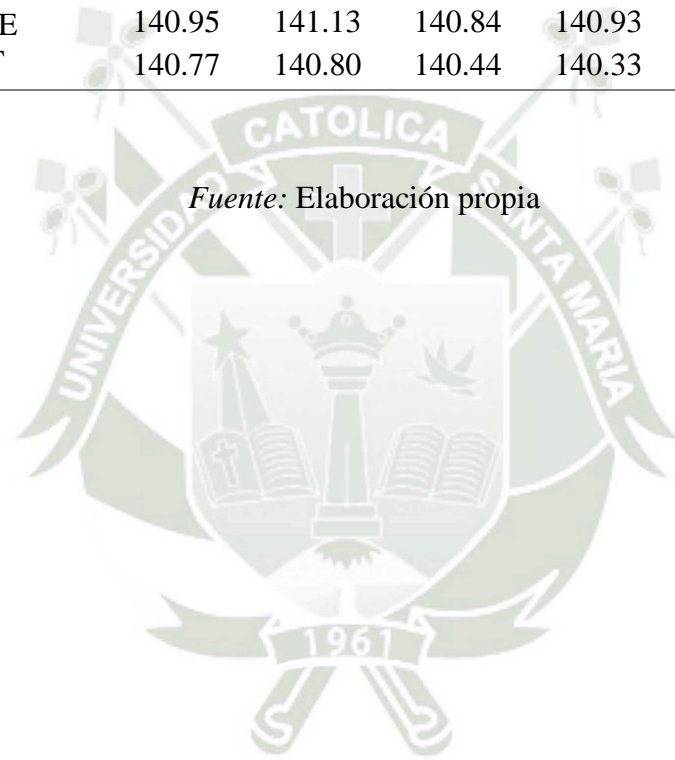 E 140.95 141.13 140.84 140.93
T 140.77 140.80 140.44 140.33
Fuente: Elaboración propia
UNIVERSIDAD CATOLICA SANTA MARIA
1961